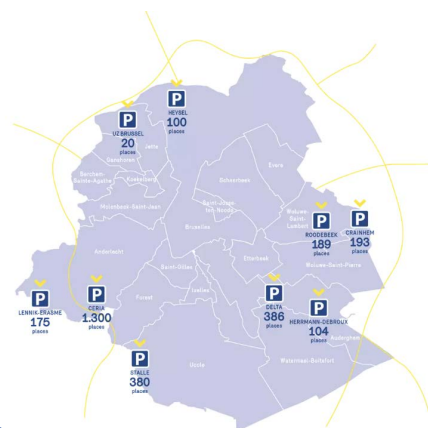 P
HEYSEL
100
places
P
UZ BRUSSEL
20
places
Jette
Ganshoren
Koekelberg
Berchem-
Sainte-Agathe
Molenbeek-Saint-Jean
Evere
Schaerbeek
Saint-Josse-
ten-Noode
Bruxelles
Woluwe-
Saint-
Lambert
P
ROODEBEEK
189
places
P
CRAINHEM
193
places
Anderlecht
Saint-Gilles
Etterbeek
Woluwe-Saint-Pierre
P
LENNIK-ERASME
175
places
P
CERIA
1.300
places
Forest
Ixelles
P
DELTA
386
places
P
HERRMANN-DEBROUX
104
places
Auderghem
P
STALLE
380
places
Uccle
Watermael-Boitsfort